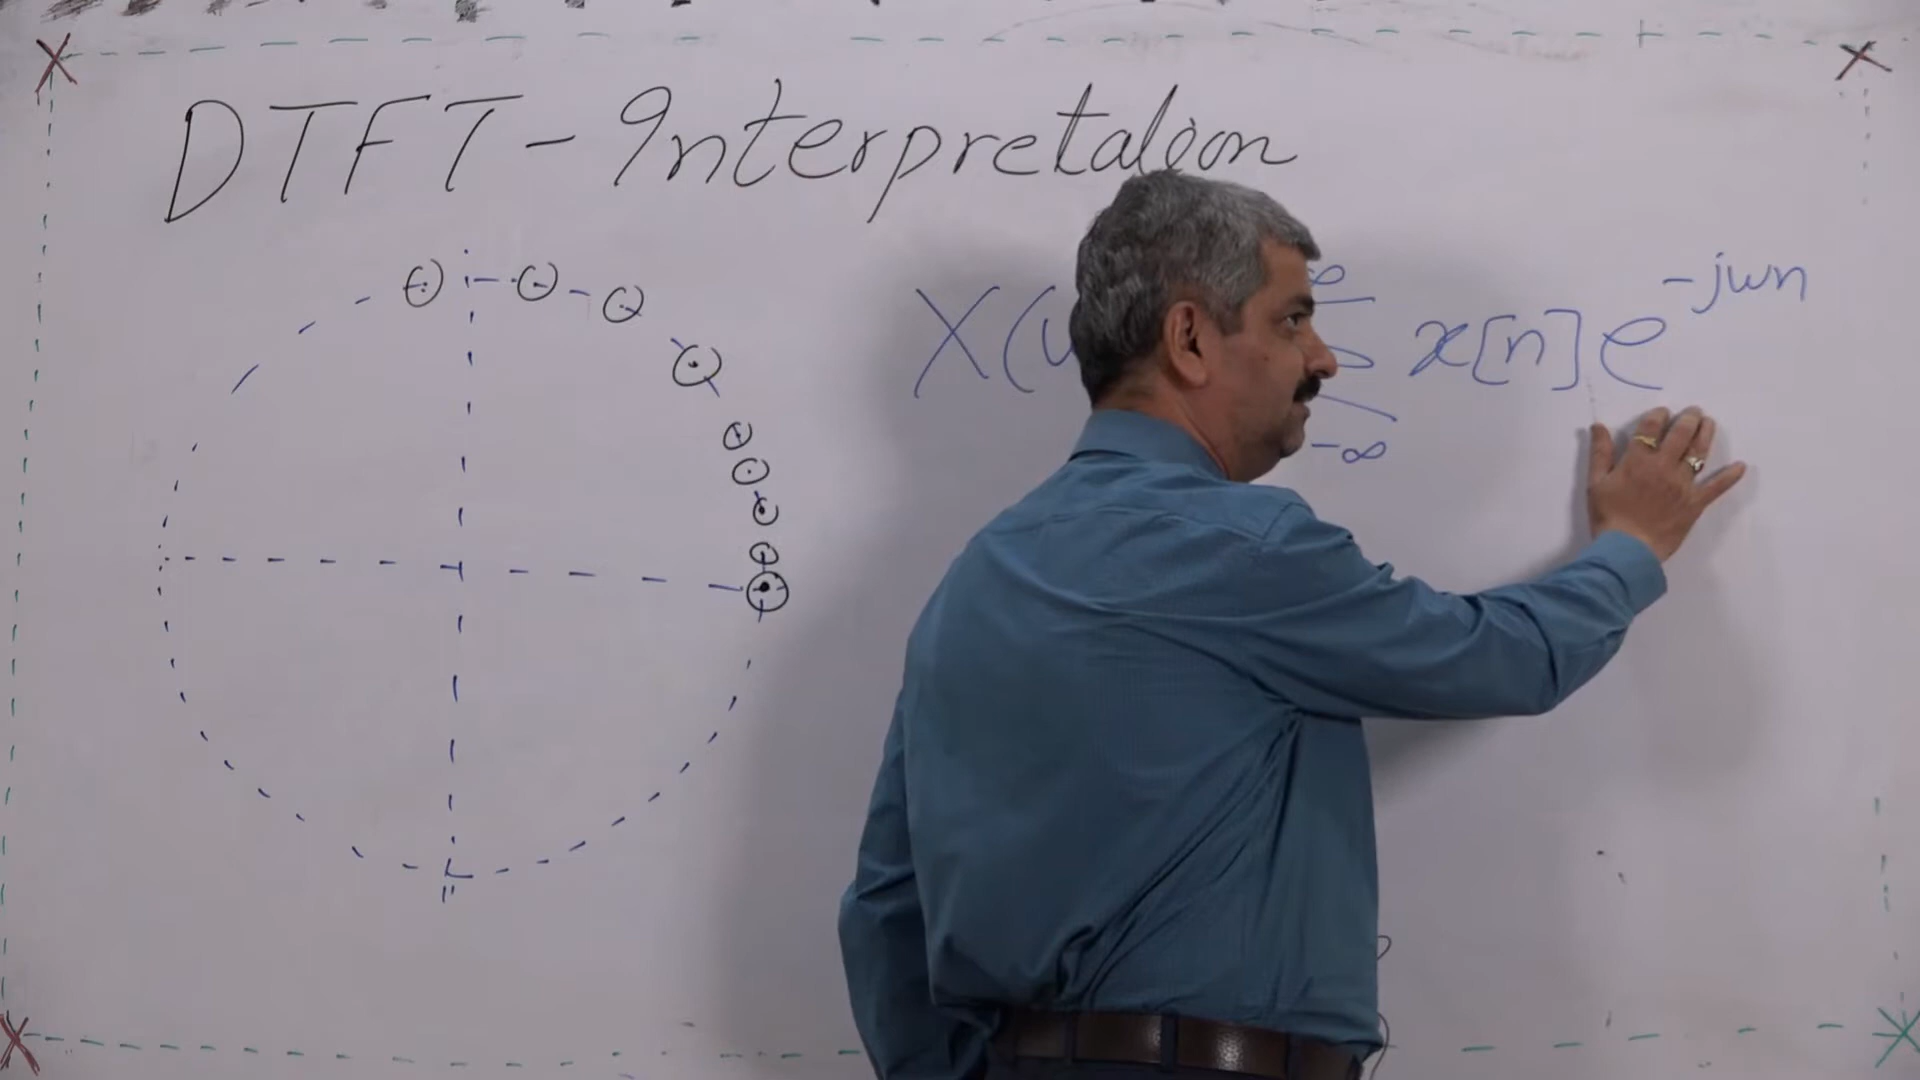 DTFT - Interpretation
X( ∞ x[n] e^-jwn
-∞